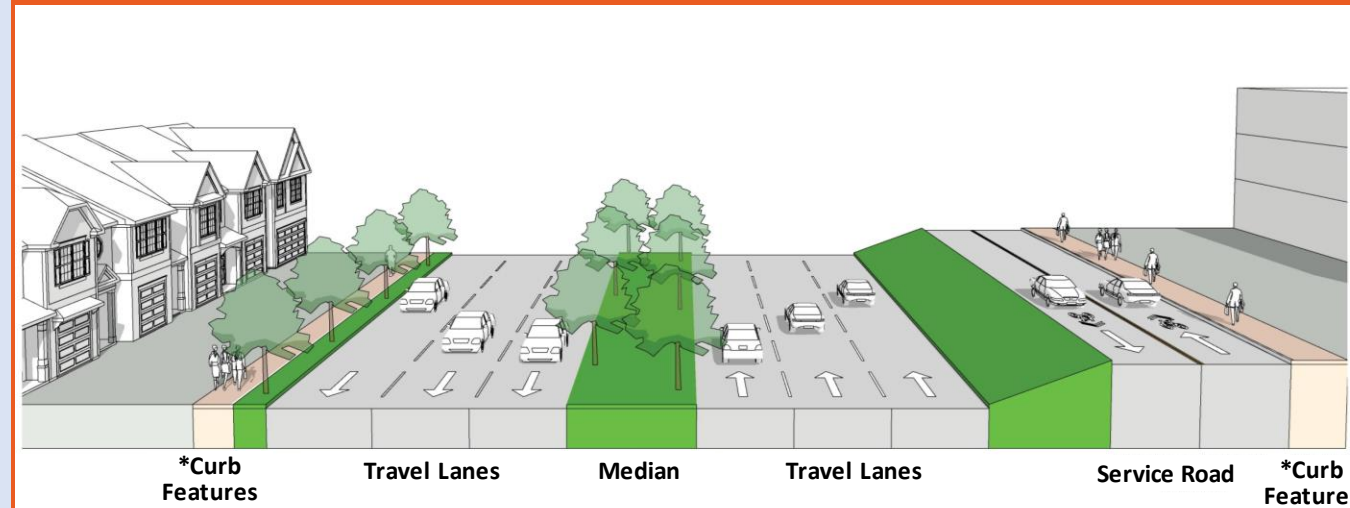 *Curb
Features
Travel Lanes
Median
Travel Lanes
Service Road
*Curb
Feature